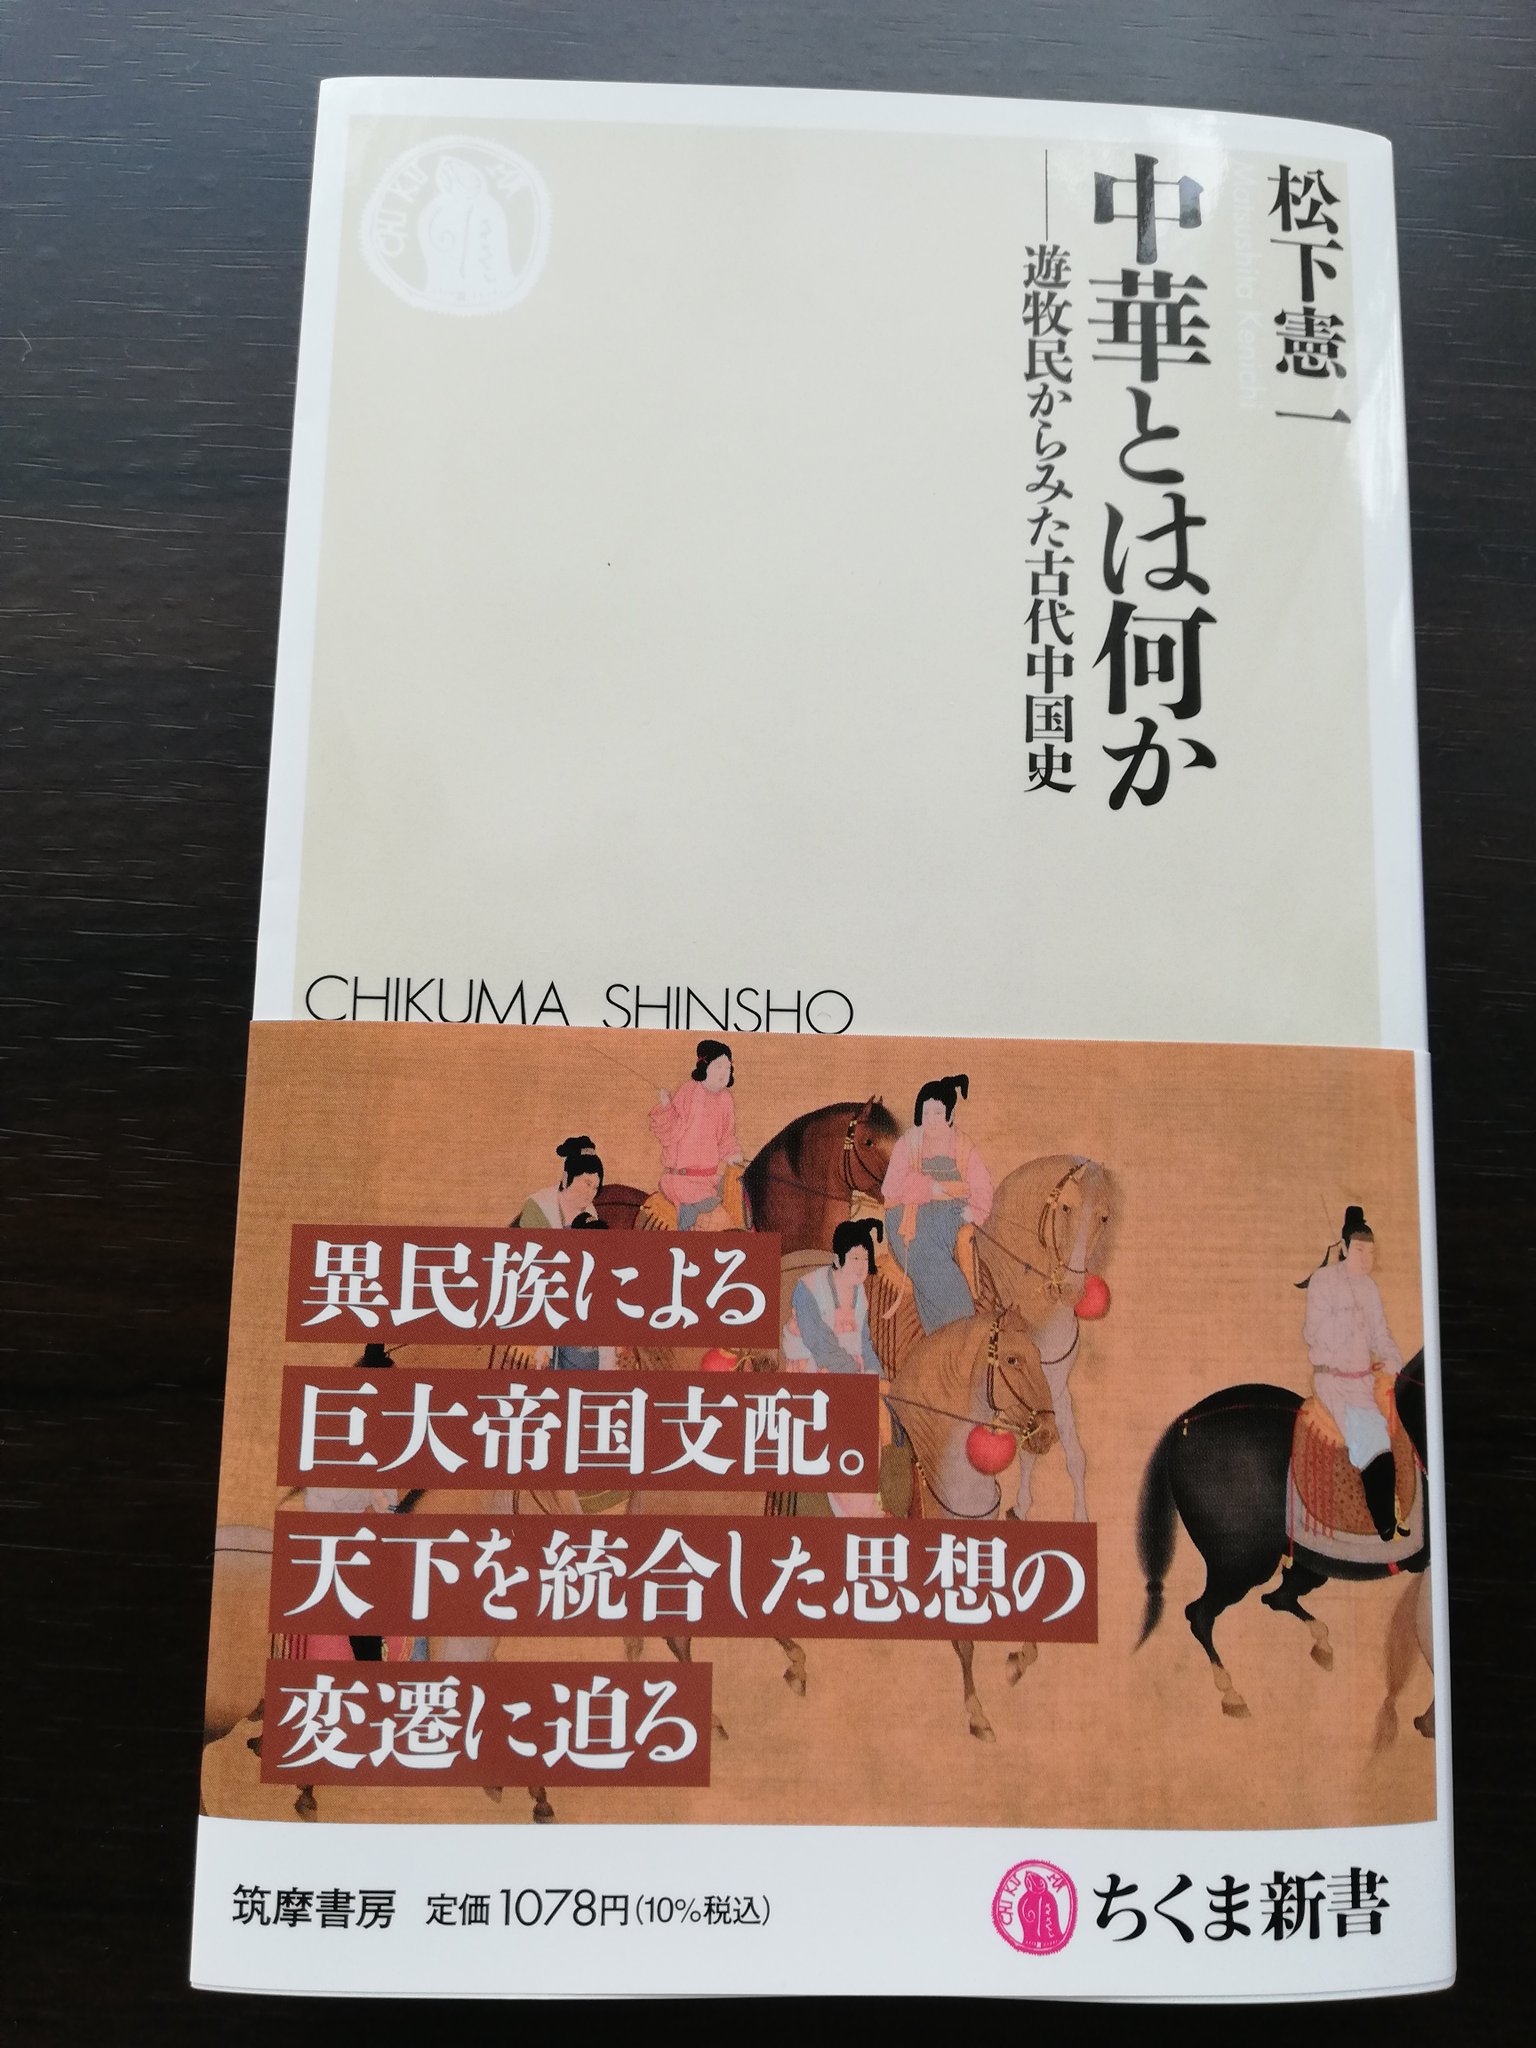 松下憲一
Matsushita Kenichi
中華とは何か
──遊牧民からみた古代中国史
CHIKUMA
CHIKUMA SHINSHO
異民族による
巨大帝国支配。
天下を統合した思想の
変遷に迫る
筑摩書房 定価1078円(10%税込)
CHIKUMA
ちくま新書